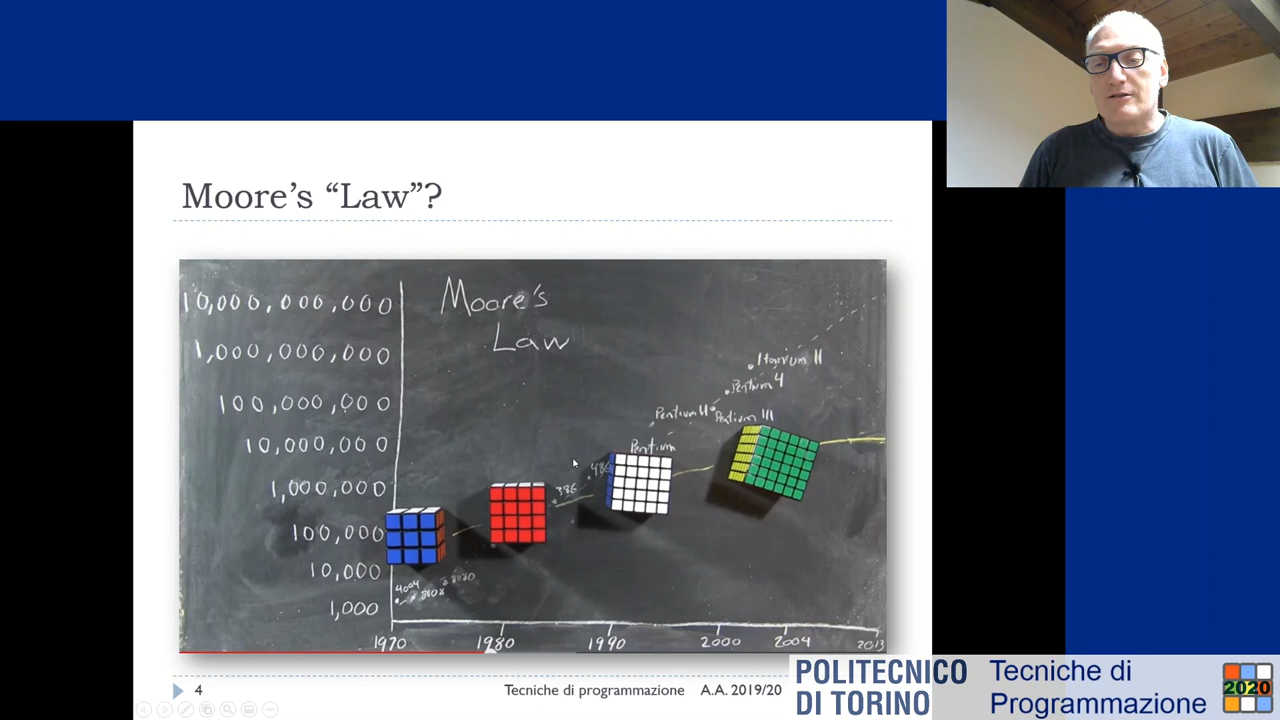 Moore's "Law"?
Moore's
Law
10,000,000,000
1,000,000,000
100,000,000
10,000,000
1,000,000
100,000
10,000
1,000
Itanium II
Pentium 4
Pentium II
Pentium III
Pentium
486
386
4004
8080
1970
1980
1990
2000
2004
2013
4
Tecniche di programmazione
A.A. 2019/20
POLITECNICO
DI TORINO
Tecniche di
Programmazione
2020